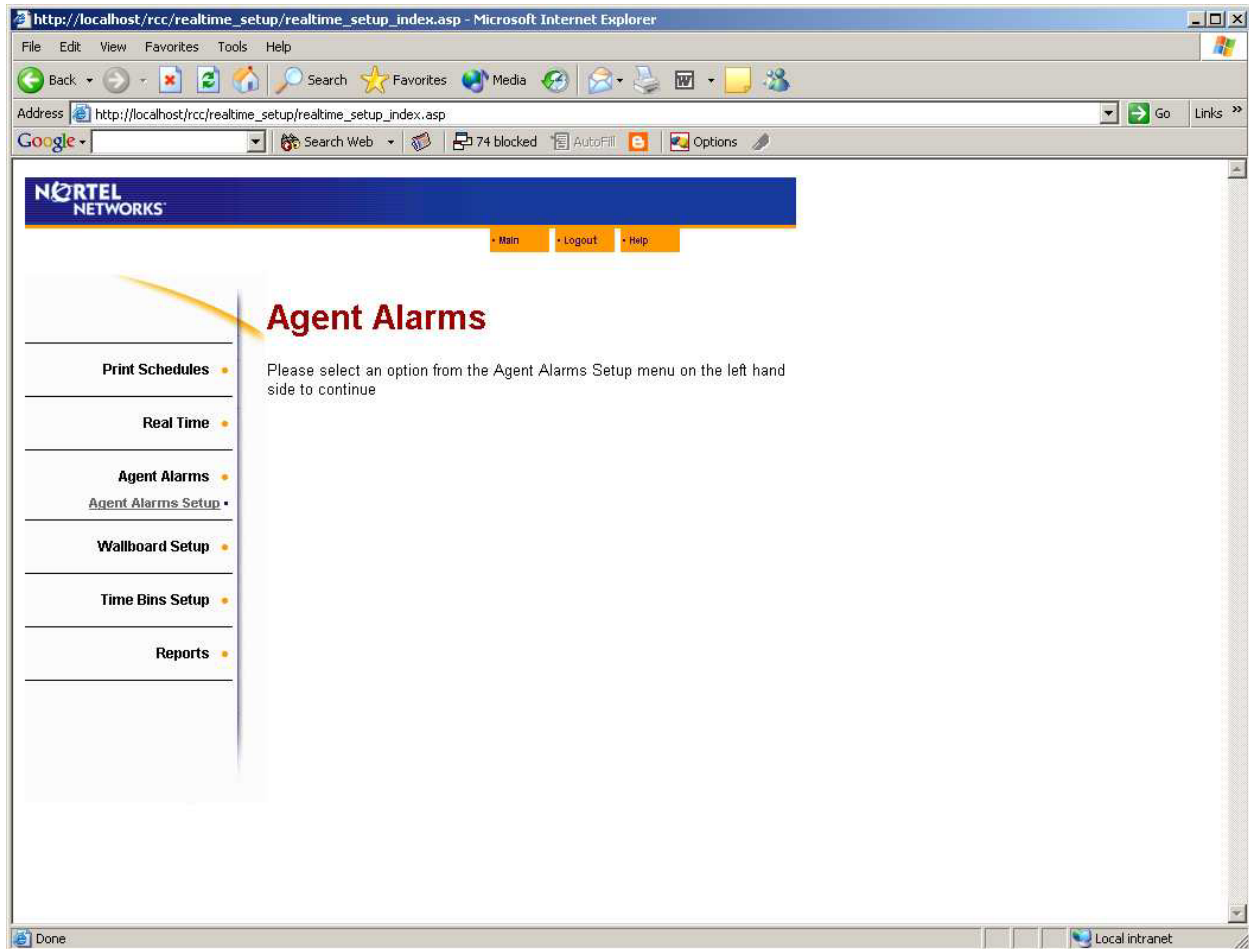 http://localhost/rcc/realtime_setup/realtime_setup_index.asp - Microsoft Internet Explorer
File Edit View Favorites Tools Help
Back Search Favorites Media
Address http://localhost/rcc/realtime_setup/realtime_setup_index.asp Go Links »
Google Search Web 74 blocked AutoFill Options
NORTEL
NETWORKS
• Main • Logout • Help
Agent Alarms
Please select an option from the Agent Alarms Setup menu on the left hand
side to continue
Print Schedules •
Real Time •
Agent Alarms •
Agent Alarms Setup •
Wallboard Setup •
Time Bins Setup •
Reports •
Done Local intranet